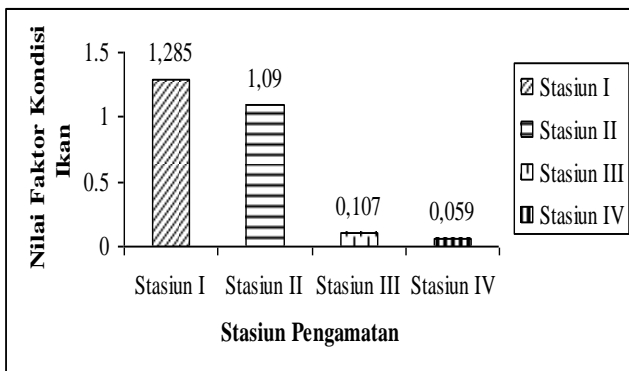 Nilai Faktor Kondisi
Ikan
1.5
1
0.5
0
1,285
1,09
0,107
0,059
Stasiun I Stasiun II Stasiun III Stasiun IV
Stasiun Pengamatan
Stasiun I
Stasiun II
Stasiun III
Stasiun IV